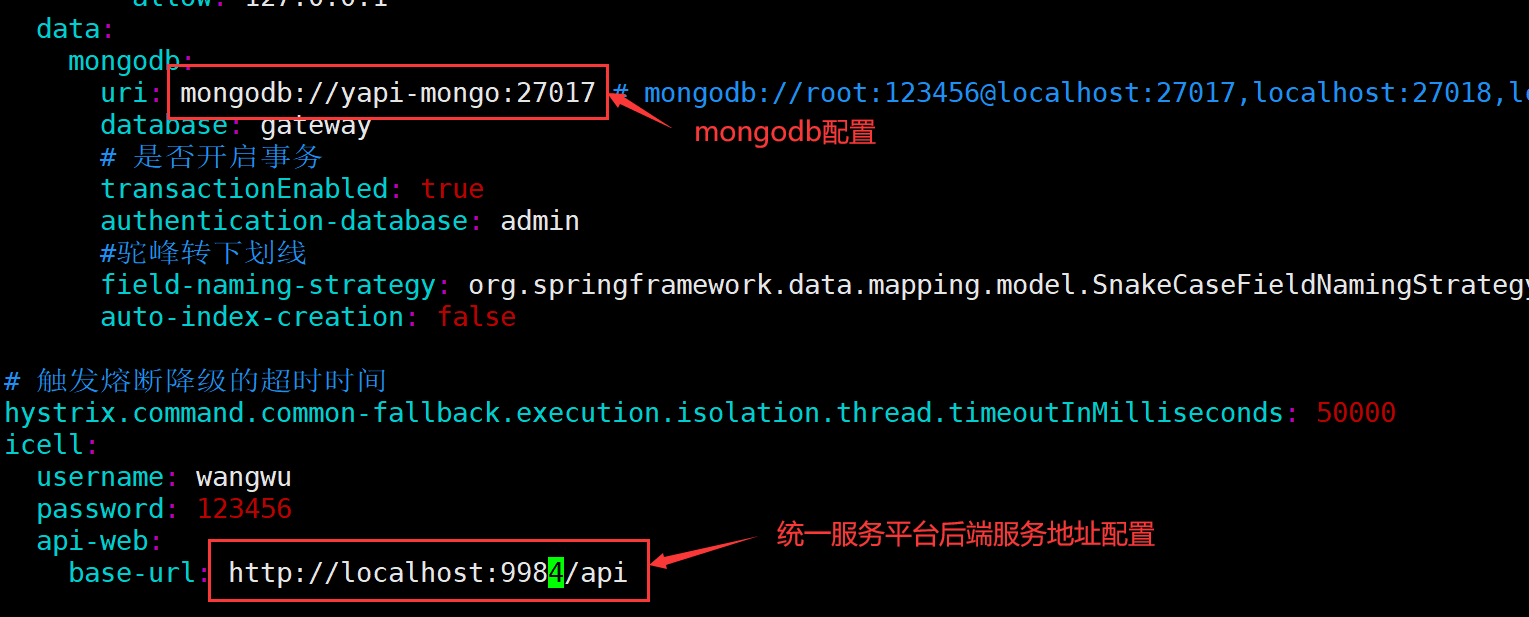 allow: 127.0.0.1
data:
mongodb:
uri: mongodb://yapi-mongo:27017 # mongodb://root:123456@localhost:27017,localhost:27018,lo
database: gateway
mongodb配置
# 是否开启事务
transactionEnabled: true
authentication-database: admin
#驼峰转下划线
field-naming-strategy: org.springframework.data.mapping.model.SnakeCaseFieldNamingStrategy
auto-index-creation: false
# 触发熔断降级的超时时间
hystrix.command.common-fallback.execution.isolation.thread.timeoutInMilliseconds: 50000
icell:
username: wangwu
password: 123456
api-web:
统一服务平台后端服务地址配置
base-url: http://localhost:9984/api